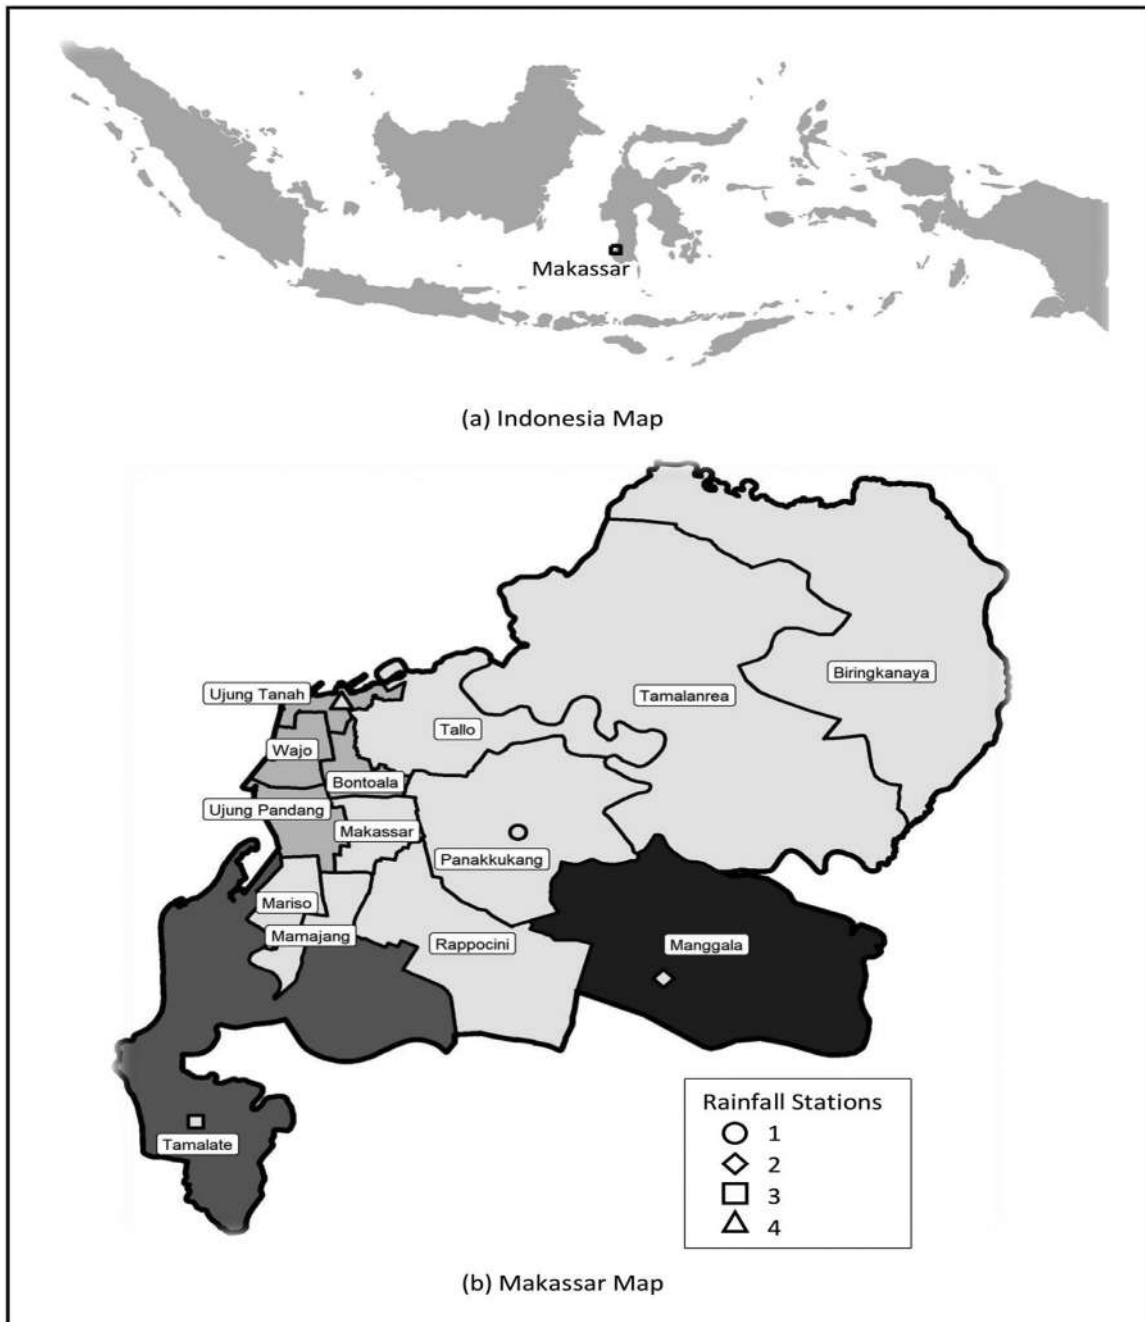 Makassar
(a) Indonesia Map
Biringkanaya
Ujung Tanah
Tamalanrea
Tallo
Wajo
Bontoala
Ujung Pandang
Makassar
Panakkukang
Mariso
Mamajang
Rappocini
Manggala
Tamalate
Rainfall Stations
1
2
3
4
(b) Makassar Map